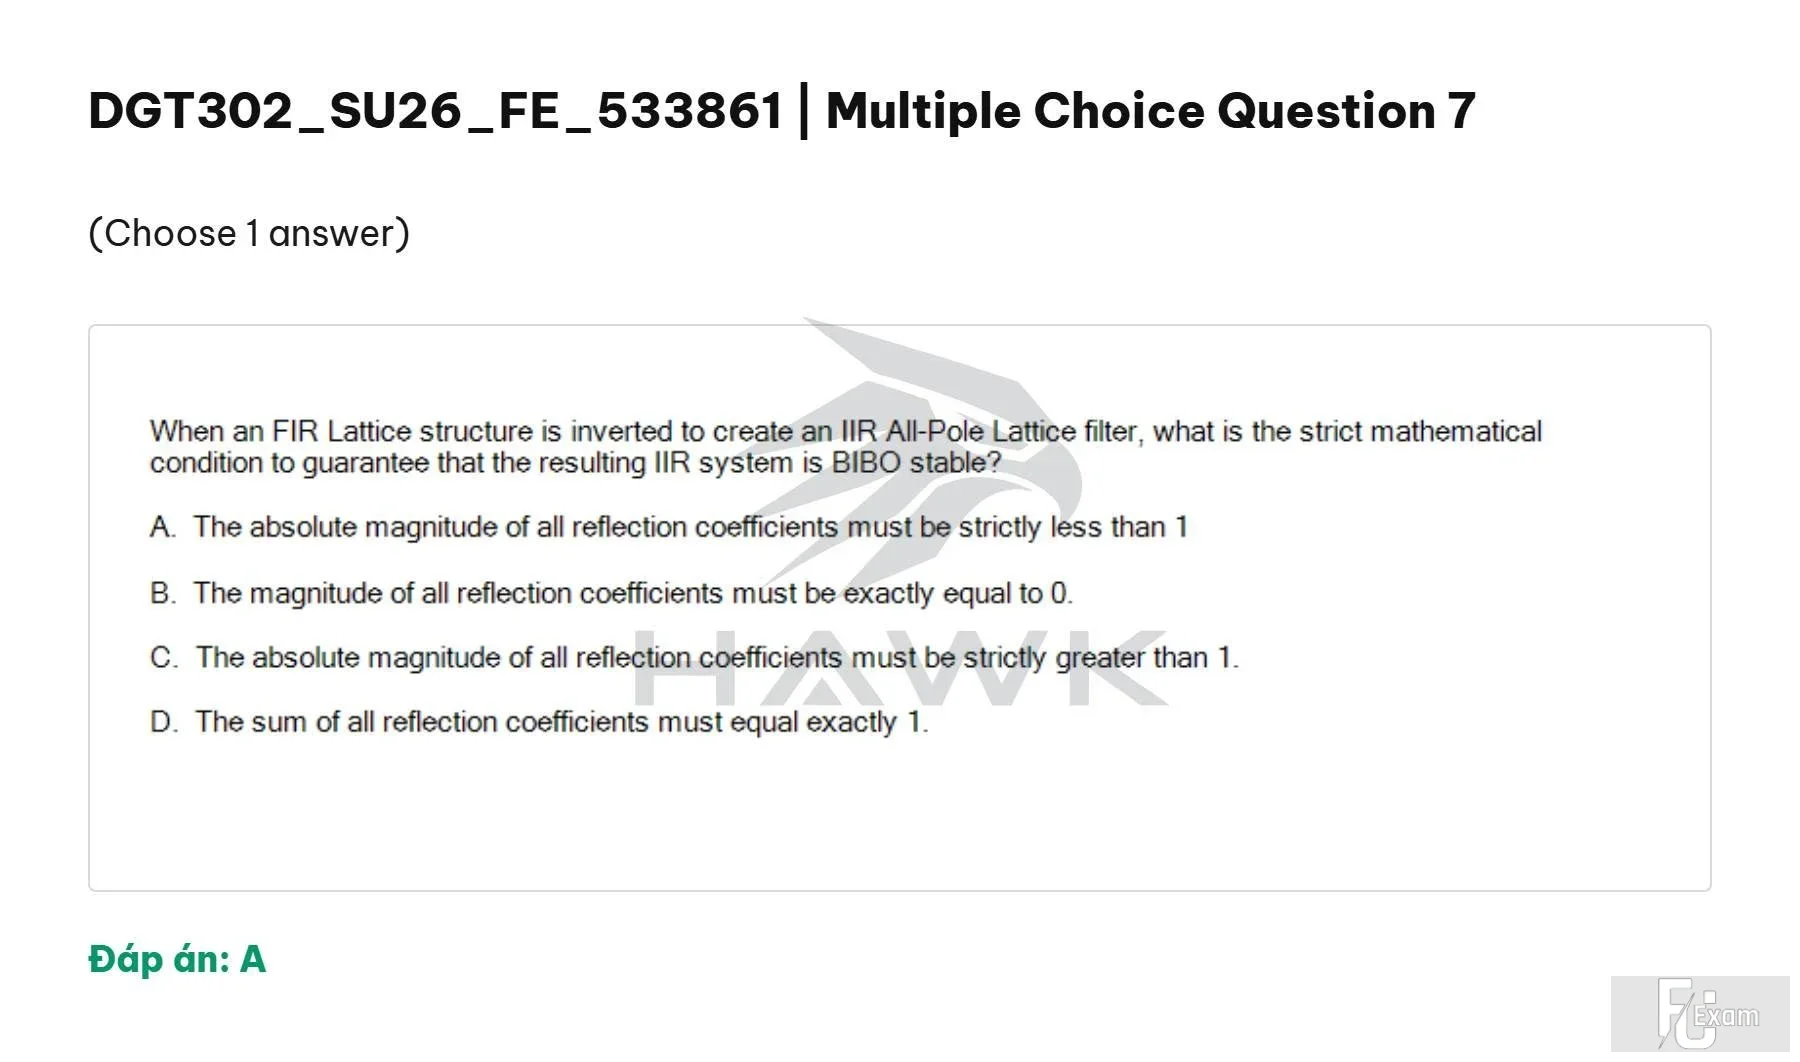 DGT302_SU26_FE_533861 | Multiple Choice Question 7
(Choose 1 answer)
When an FIR Lattice structure is inverted to create an IIR All-Pole Lattice filter, what is the strict mathematical
condition to guarantee that the resulting IIR system is BIBO stable?
A. The absolute magnitude of all reflection coefficients must be strictly less than 1
B. The magnitude of all reflection coefficients must be exactly equal to 0.
HAWK
C. The absolute magnitude of all reflection coefficients must be strictly greater than 1.
D. The sum of all reflection coefficients must equal exactly 1.
Đáp án: A
Exam